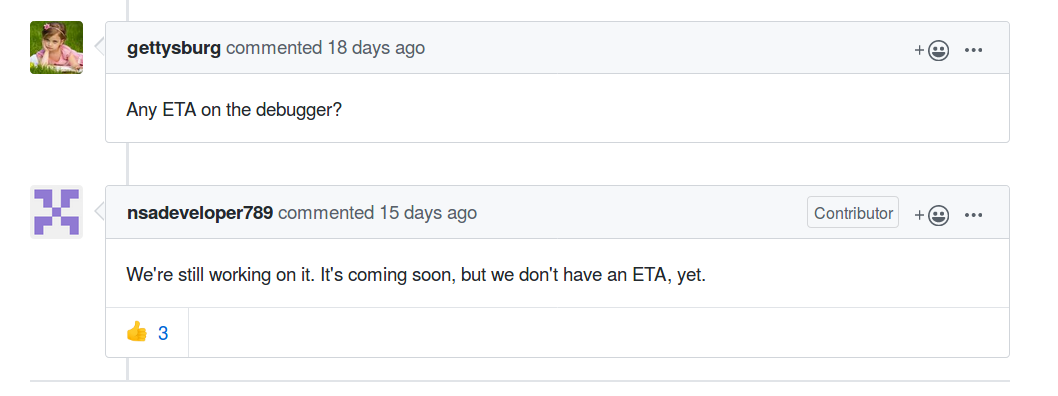 gettysburg commented 18 days ago
Any ETA on the debugger?
nsadeveloper789 commented 15 days ago Contributor
We're still working on it. It's coming soon, but we don't have an ETA, yet.
3